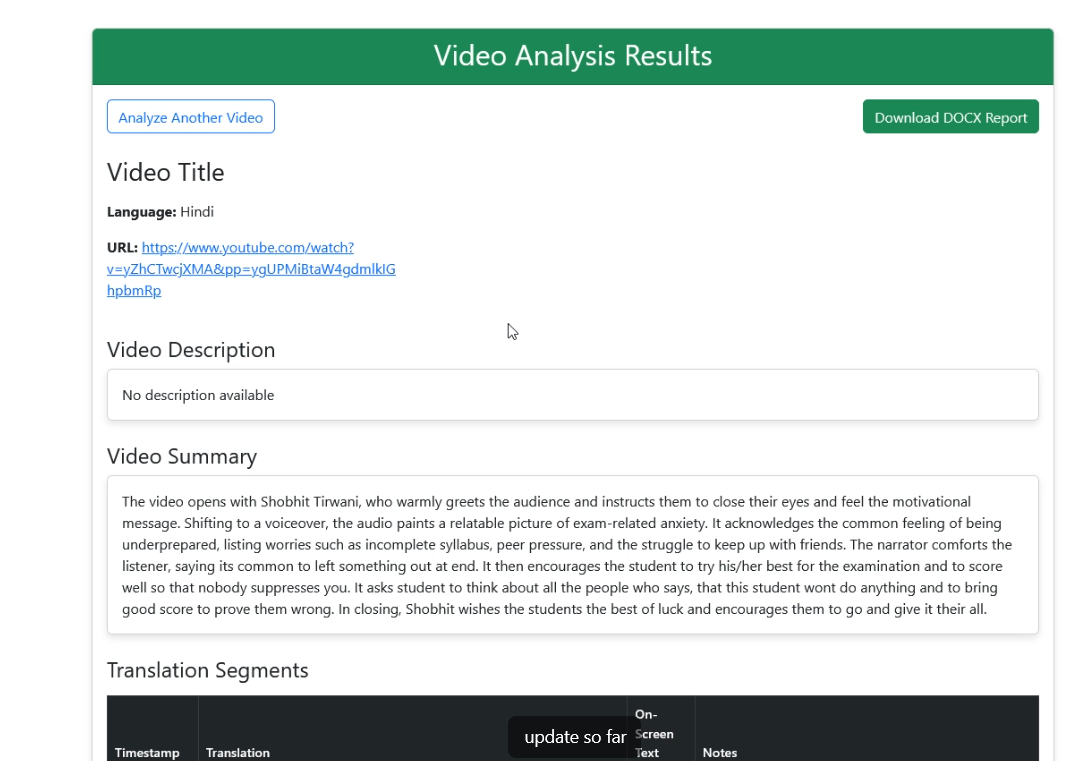 Video Analysis Results
Analyze Another Video
Download DOCX Report
Video Title
Language: Hindi
URL: https://www.youtube.com/watch?
v=yZhCTwcjXMA&pp=ygUPMiBtaW4gdmlkIG
hpbmRp
Video Description
No description available
Video Summary
The video opens with Shobhit Tirwani, who warmly greets the audience and instructs them to close their eyes and feel the motivational
message. Shifting to a voiceover, the audio paints a relatable picture of exam-related anxiety. It acknowledges the common feeling of being
underprepared, listing worries such as incomplete syllabus, peer pressure, and the struggle to keep up with friends. The narrator comforts the
listener, saying its common to left something out at end. It then encourages the student to try his/her best for the examination and to score
well so that nobody suppresses you. It asks student to think about all the people who says, that this student wont do anything and to bring
good score to prove them wrong. In closing, Shobhit wishes the students the best of luck and encourages them to go and give it their all.
Translation Segments
On-
Screen
Timestamp Translation Text Notes
update so far